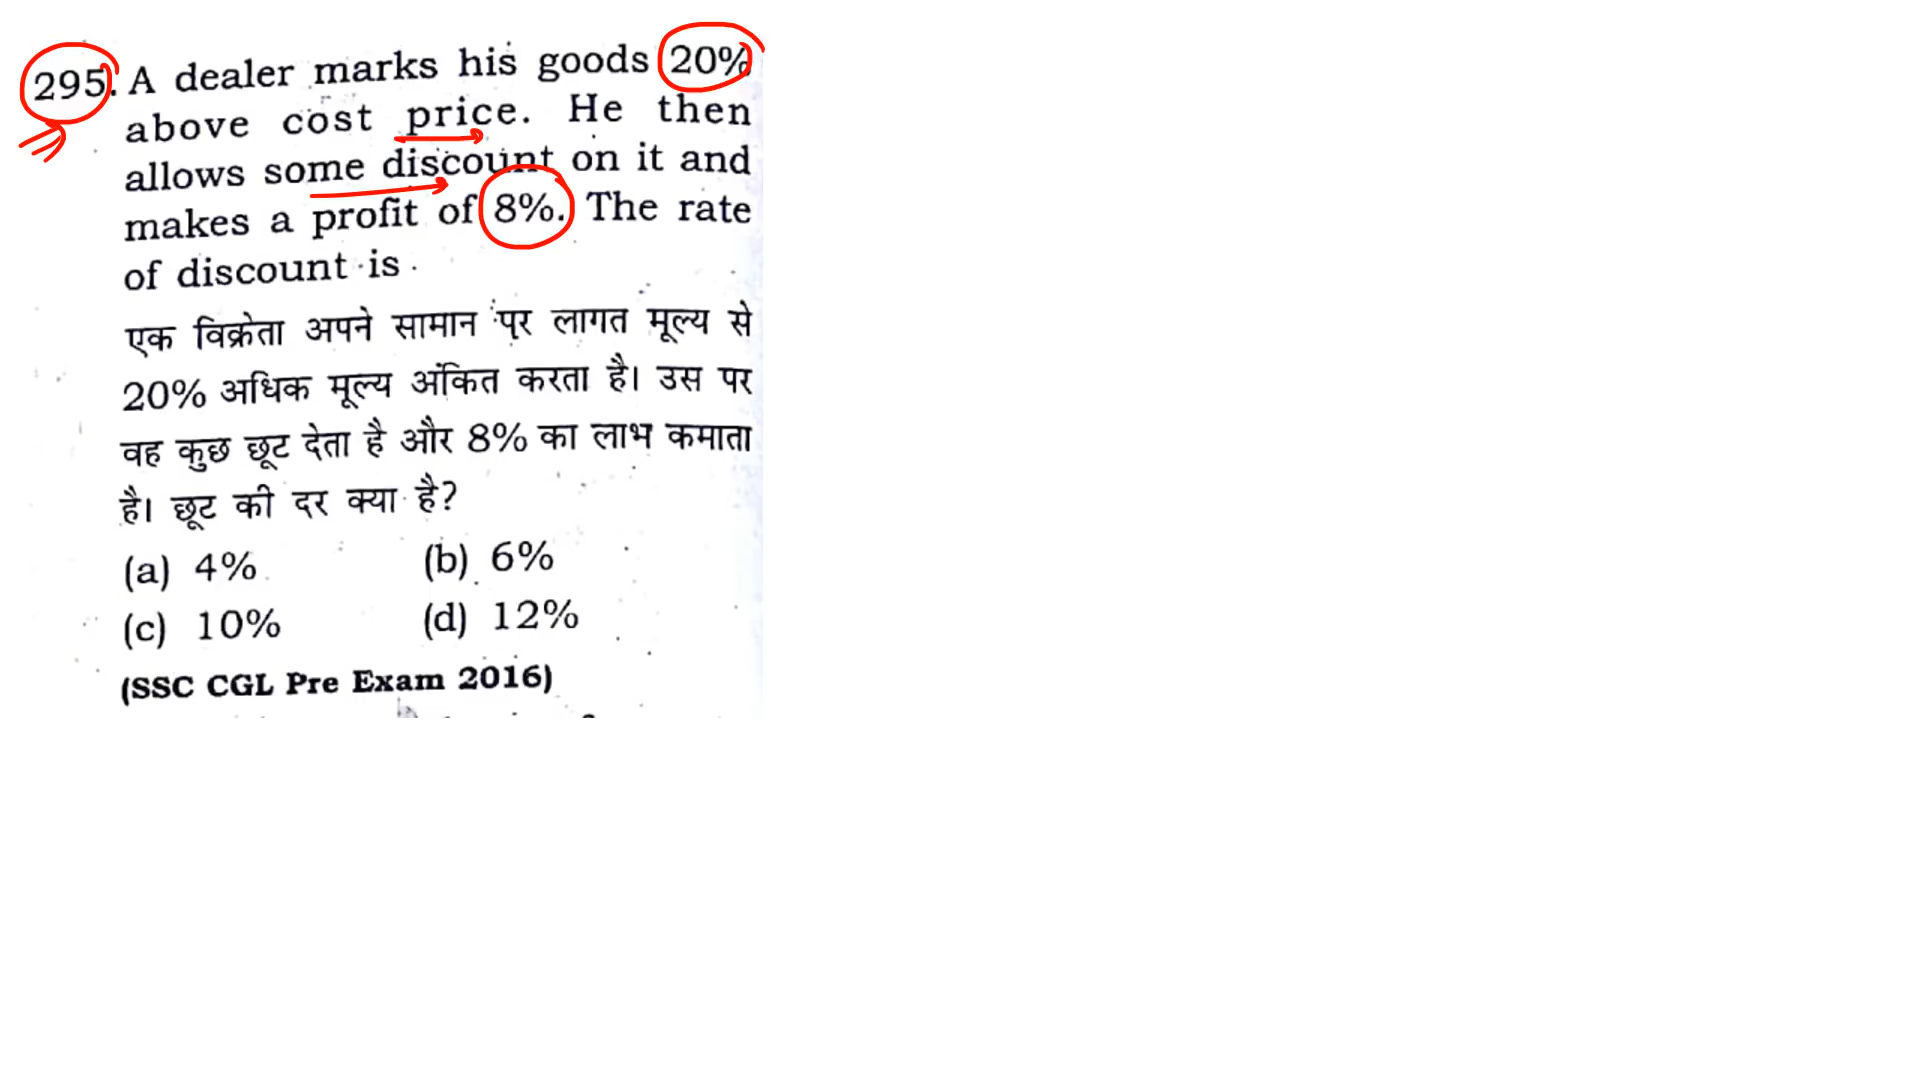 295. A dealer marks his goods 20%
above cost price. He then
allows some discount on it and
makes a profit of 8%. The rate
of discount is
एक विक्रेता अपने सामान पर लागत मूल्य से
20% अधिक मूल्य अंकित करता है। उस पर
वह कुछ छूट देता है और 8% का लाभ कमाता
है। छूट की दर क्या है?
(a) 4% (b) 6%
(c) 10% (d) 12%
(SSC CGL Pre Exam 2016)